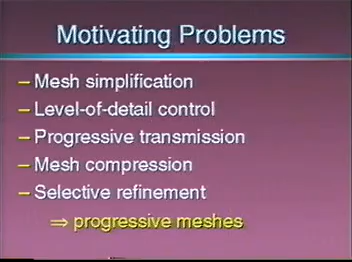 Motivating Problems
– Mesh simplification
– Level-of-detail control
– Progressive transmission
– Mesh compression
– Selective refinement
⇒ progressive meshes